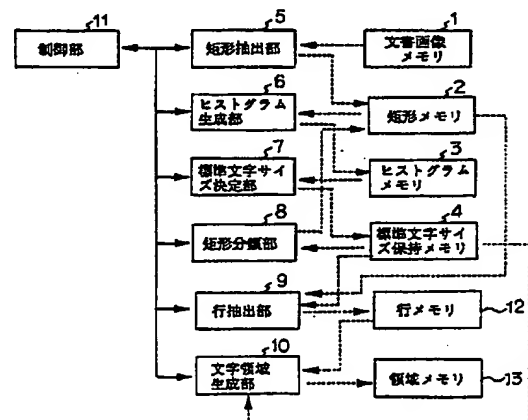 11
制御部
5
矩形抽出部
1
文書画像
メモリ
6
ヒストグラム
生成部
2
矩形メモリ
7
標準文字サイ
ズ決定部
3
ヒストグラム
メモリ
8
矩形分類部
4
標準文字サイ
ズ保持メモリ
9
行抽出部
行メモリ
12
10
文字領域
生成部
領域メモリ
13